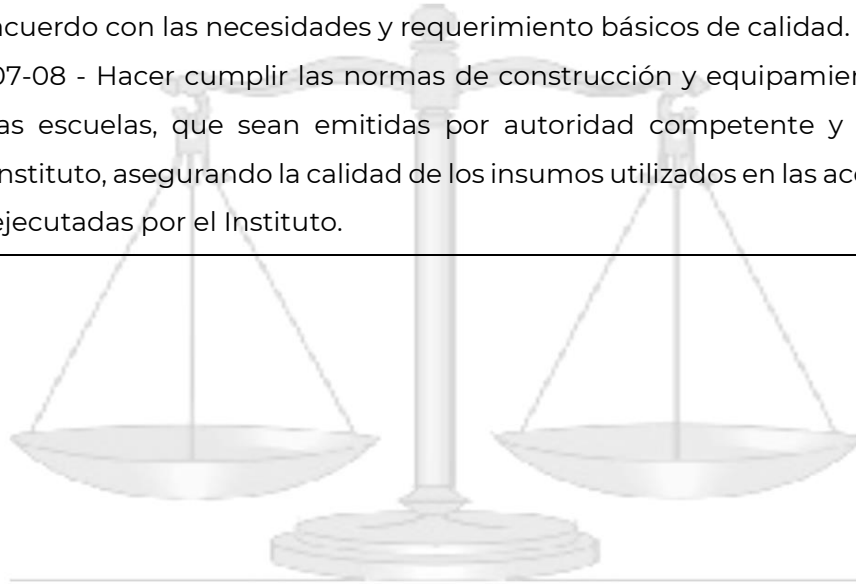 acuerdo con las necesidades y requerimiento básicos de calidad.
07-08 - Hacer cumplir las normas de construcción y equipamie
as escuelas, que sean emitidas por autoridad competente y
nstituto, asegurando la calidad de los insumos utilizados en las ac
ejecutadas por el Instituto.